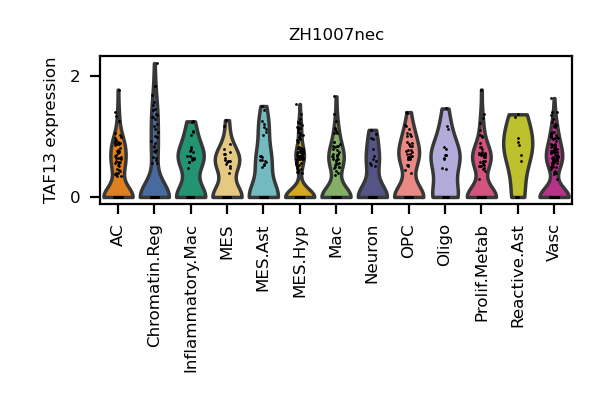 ZH1007nec
TAF13 expression
2
0
AC
Chromatin.Reg
Inflammatory.Mac
MES
MES.Ast
MES.Hyp
Mac
Neuron
OPC
Oligo
Prolif.Metab
Reactive.Ast
Vasc